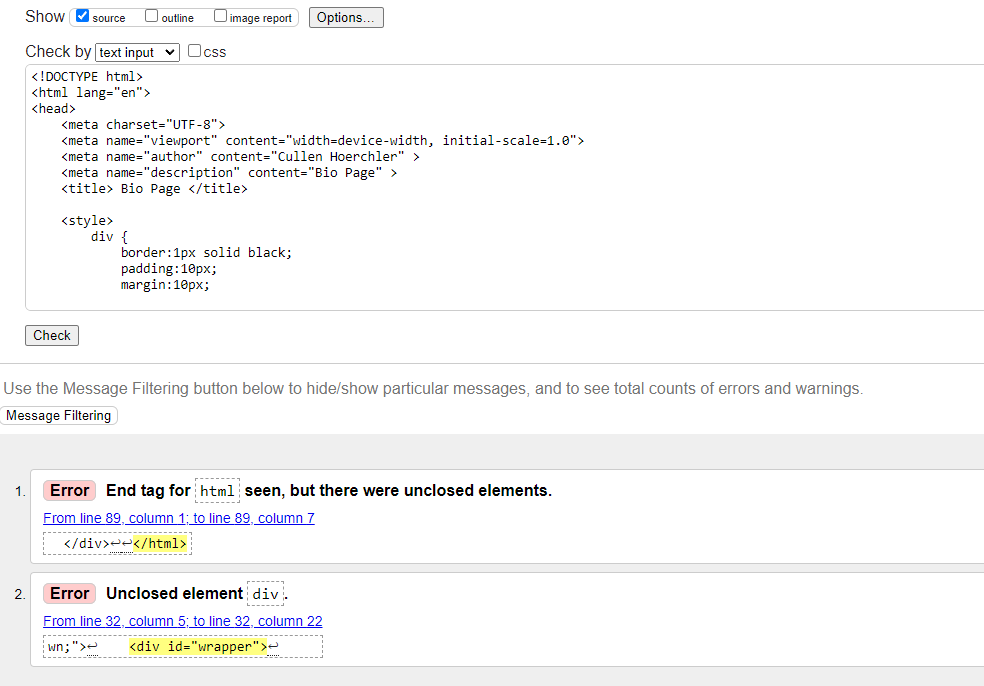 Show source outline image report Options...
Check by text input css
<!DOCTYPE html>
<html lang="en">
<head>
    <meta charset="UTF-8">
    <meta name="viewport" content="width=device-width, initial-scale=1.0">
    <meta name="author" content="Cullen Hoerchler" >
    <meta name="description" content="Bio Page" >
    <title> Bio Page </title>
    <style>
        div {
            border:1px solid black;
            padding:10px;
            margin:10px;
Check
Use the Message Filtering button below to hide/show particular messages, and to see total counts of errors and warnings.
Message Filtering
1. Error End tag for html seen, but there were unclosed elements.
From line 89, column 1; to line 89, column 7
</div>↩↩</html>
2. Error Unclosed element div.
From line 32, column 5; to line 32, column 22
wn;">↩    <div id="wrapper">↩